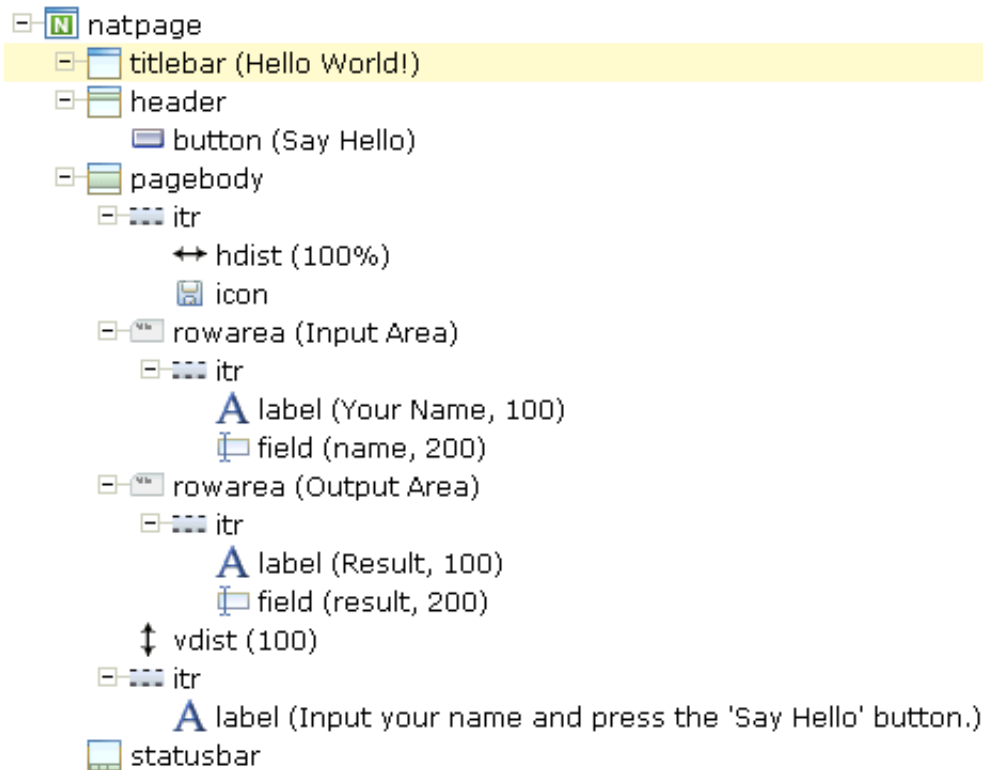 natpage
titlebar (Hello World!)
header
button (Say Hello)
pagebody
itr
hdist (100%)
icon
rowarea (Input Area)
itr
label (Your Name, 100)
field (name, 200)
rowarea (Output Area)
itr
label (Result, 100)
field (result, 200)
vdist (100)
itr
label (Input your name and press the 'Say Hello' button.)
statusbar